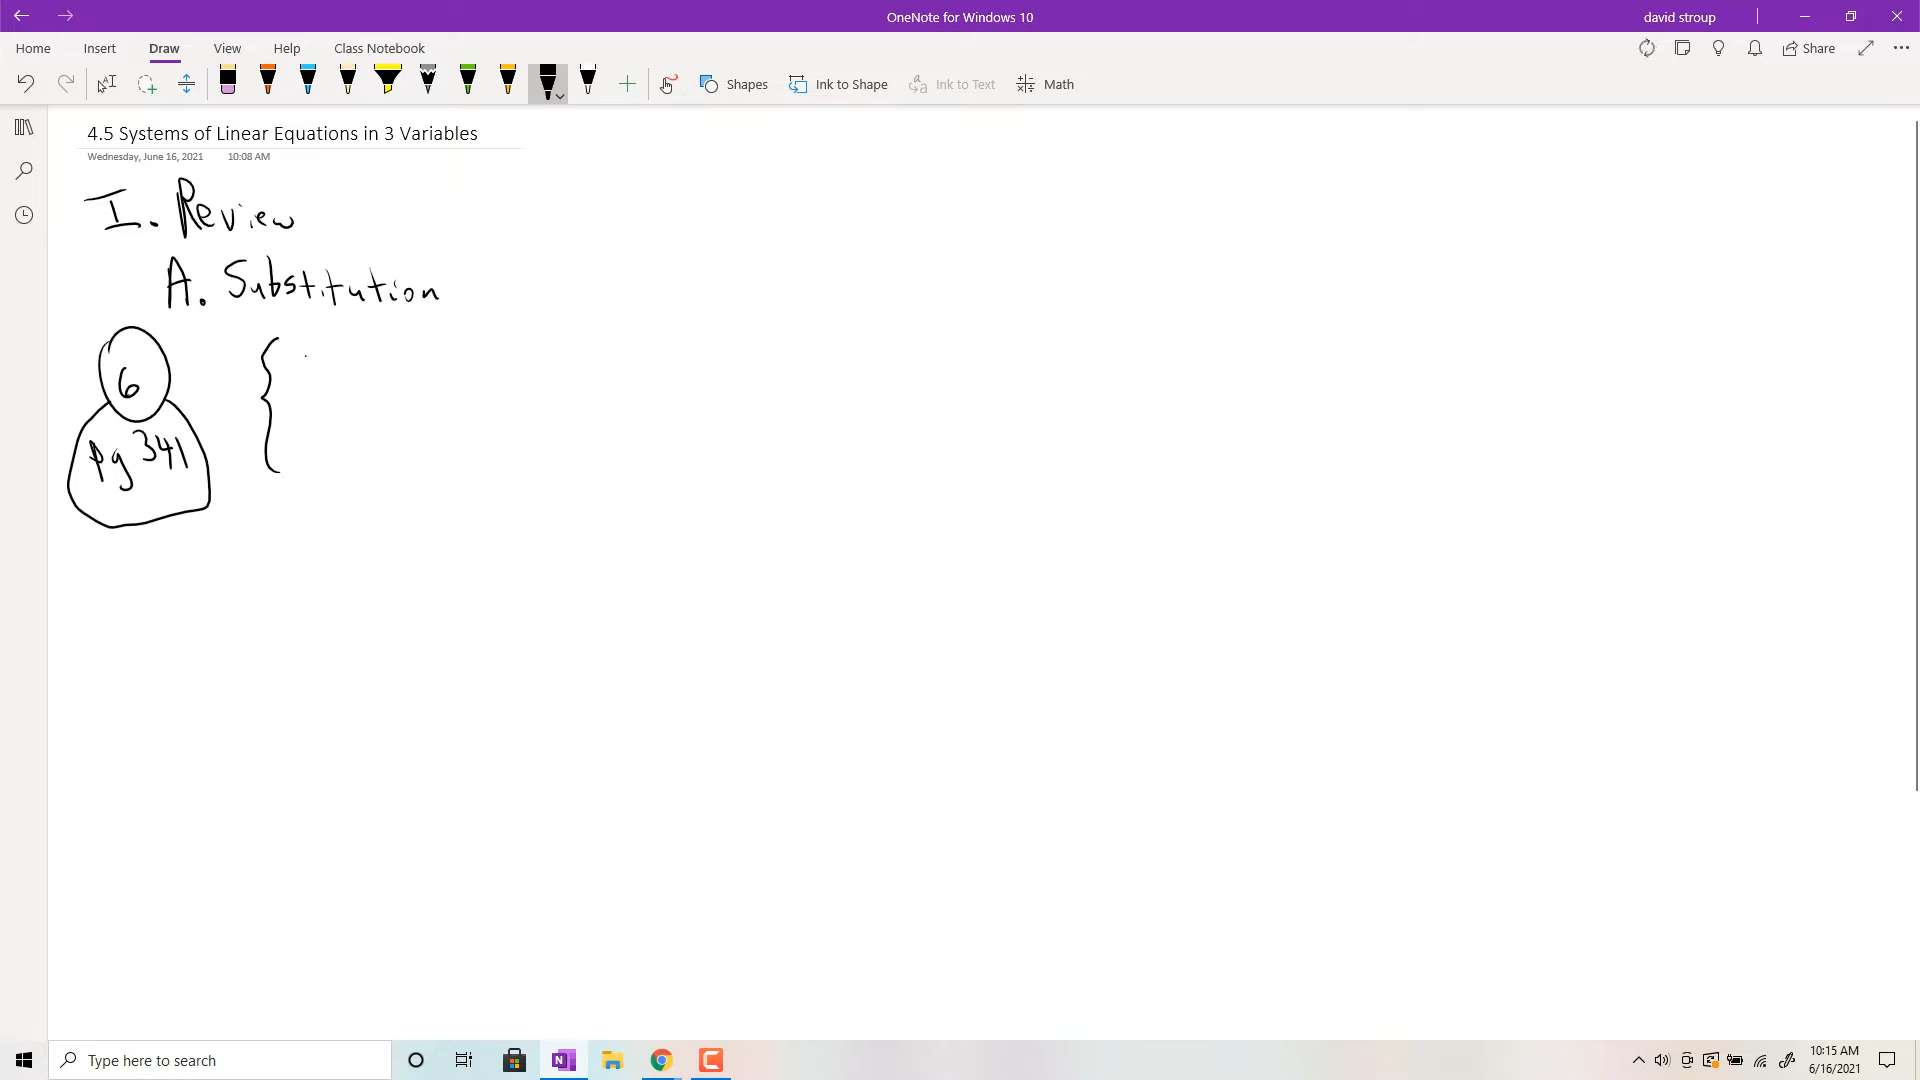 OneNote for Windows 10
david stroup
Home Insert Draw View Help Class Notebook
Share
Shapes Ink to Shape Ink to Text Math
4.5 Systems of Linear Equations in 3 Variables
Wednesday, June 16, 2021 10:08 AM
I. Review
A. Substitution
6
pg 341
Type here to search
10:15 AM
6/16/2021